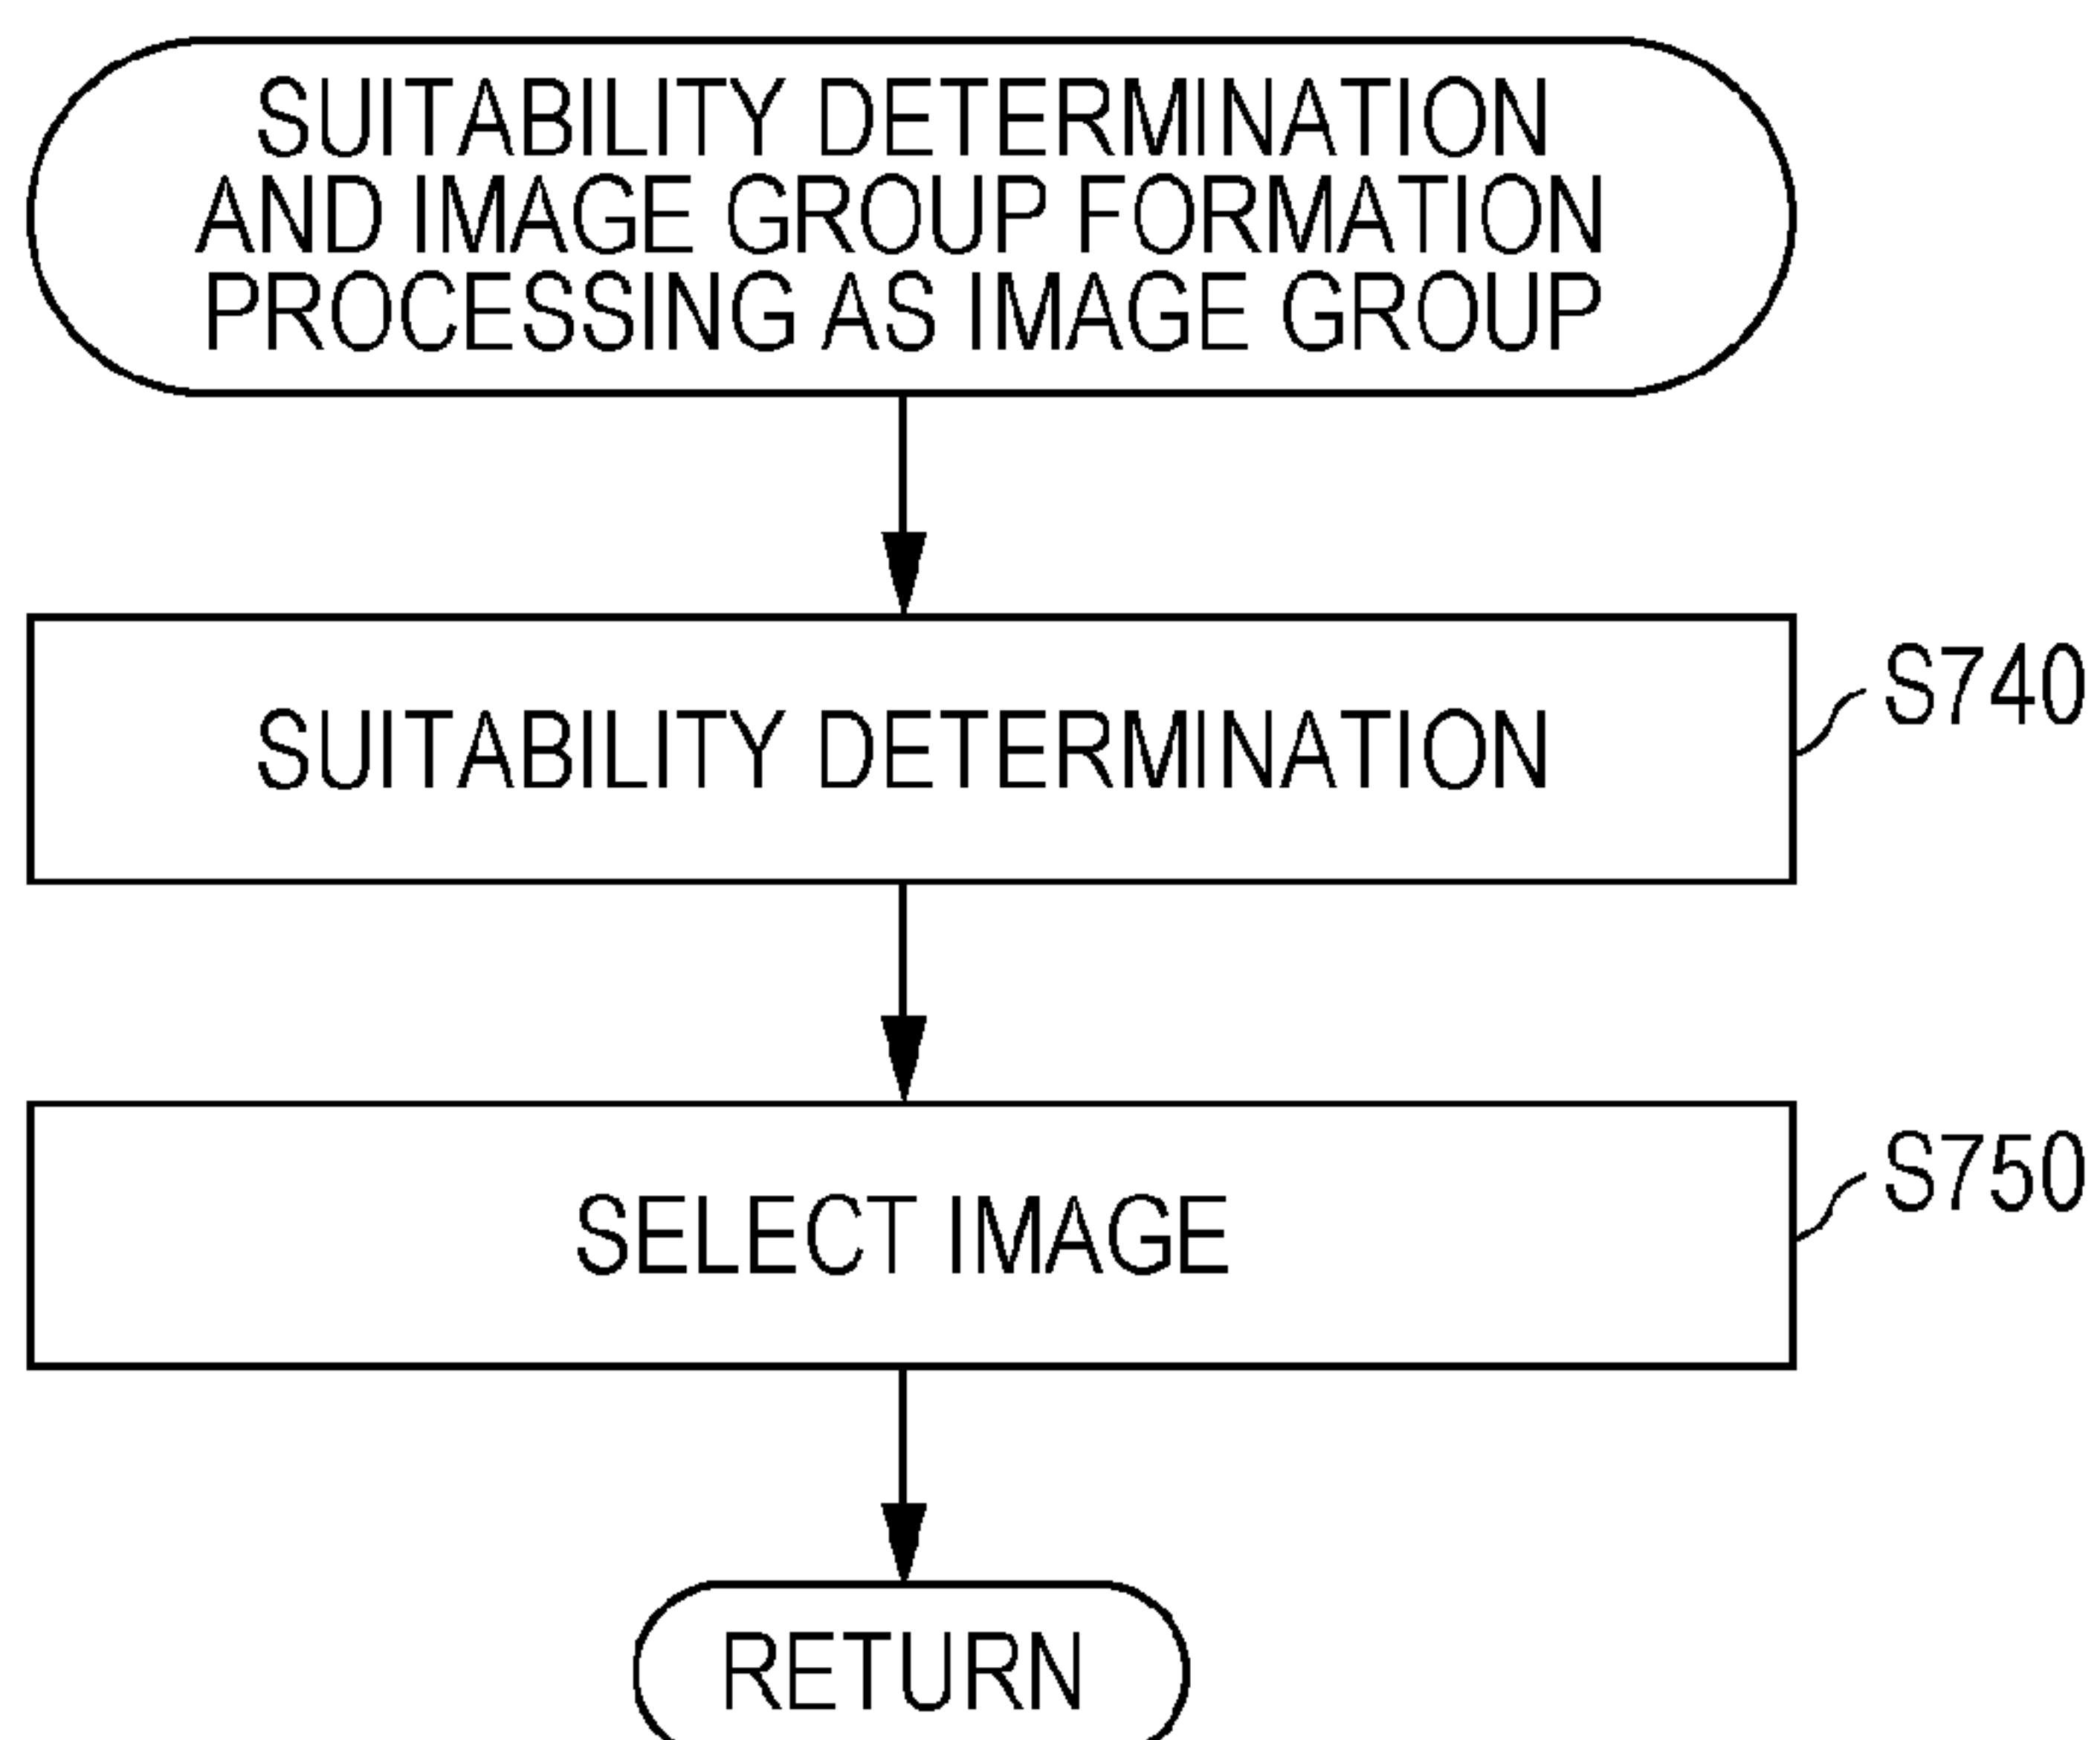 SUITABILITY DETERMINATION
AND IMAGE GROUP FORMATION
PROCESSING AS IMAGE GROUP
SUITABILITY DETERMINATION
S740
SELECT IMAGE
S750
RETURN